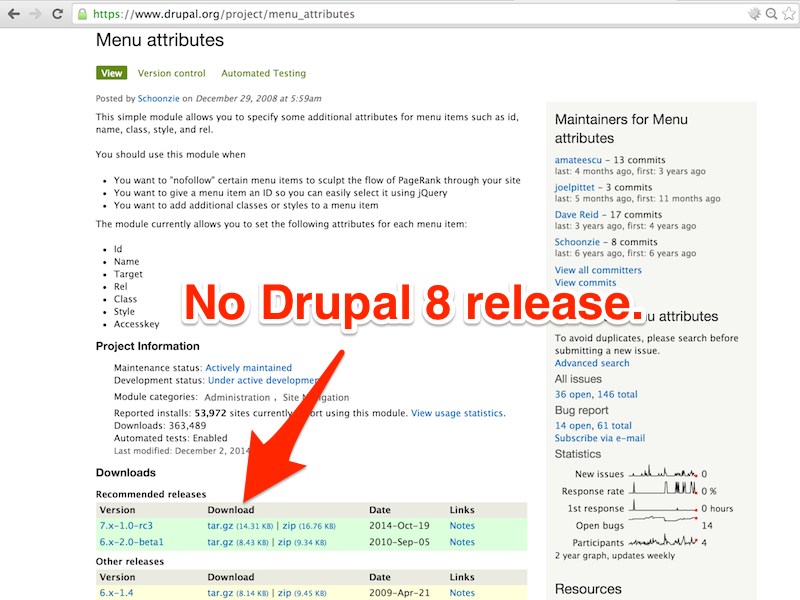 https://www.drupal.org/project/menu_attributes
Menu attributes
View Version control Automated Testing
Posted by Schoonzie on December 29, 2008 at 5:59am
This simple module allows you to specify some additional attributes for menu items such as id,
name, class, style, and rel.
You should use this module when
You want to "nofollow" certain menu items to sculpt the flow of PageRank through your site
You want to give a menu item an ID so you can easily select it using jQuery
You want to add additional classes or styles to a menu item
The module currently allows you to set the following attributes for each menu item:
Id
Name
Target
Rel
Class
Style
Accesskey
No Drupal 8 release.
Project Information
Maintenance status: Actively maintained
Development status: Under active developmen
Module categories: Administration , Site N igation
Reported installs: 53,972 sites currently ort using this module. View usage statistics.
Downloads: 363,489
Automated tests: Enabled
Last modified: December 2, 2014
Downloads
Recommended releases
Version Download Date Links
7.x-1.0-rc3 tar.gz (14.31 KB) | zip (16.76 KB) 2014-Oct-19 Notes
6.x-2.0-beta1 tar.gz (8.43 KB) | zip (9.34 KB) 2010-Sep-05 Notes
Other releases
Version Download Date Links
6.x-1.4 tar.gz (8.14 KB) | zip (9.45 KB) 2009-Apr-21 Notes
Maintainers for Menu
attributes
amateescu – 13 commits
last: 4 months ago, first: 3 years ago
joelpittet – 3 commits
last: 5 months ago, first: 11 months ago
Dave Reid – 17 commits
last: 3 years ago, first: 4 years ago
Schoonzie – 8 commits
last: 6 years ago, first: 6 years ago
View all committers
View commits
nu attributes
To avoid duplicates, please search before
submitting a new issue.
Advanced search
All issues
36 open, 146 total
Bug report
14 open, 61 total
Subscribe via e-mail
Statistics
New issues 0
Response rate 0 %
1st response 0 hours
Open bugs 14
Participants 4
2 year graph, updates weekly
Resources